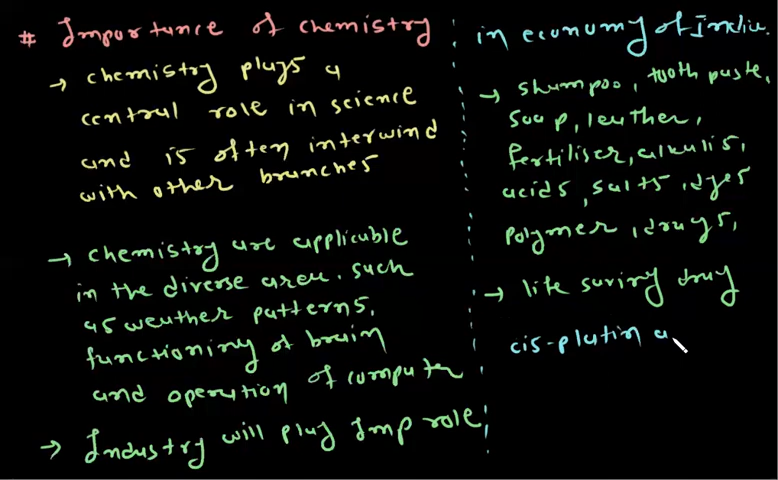 # Importance of chemistry
→ chemistry plays a
central role in science
and is often interwind
with other branches
→ chemistry are applicable
in the diverse area. such
as weather patterns,
functioning of brain
and operation of computer
→ Industry will play Imp role
in economy of India.
→ shampoo, tooth paste,
soap, leather,
fertiliser, alkalis,
acids, salts, dyes
polymer, drugs,
→ life saving drug
cis-platin a